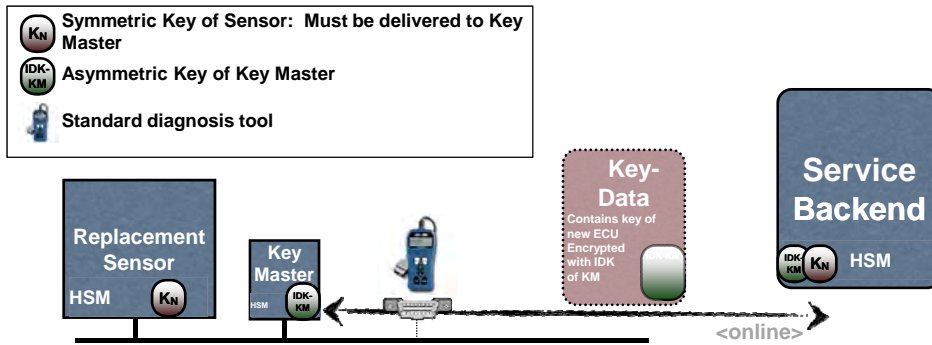 KN
Symmetric Key of Sensor: Must be delivered to Key
Master
IDK-
KM
Asymmetric Key of Key Master
Standard diagnosis tool
Replacement
Sensor
HSM
KN
Key
Master
HSM
IDK-
KM
Key-
Data
Contains key of
new ECU
Encrypted
with IDK
of KM
IDK-KM
Service
Backend
IDK-
KM
KN
HSM
<online>